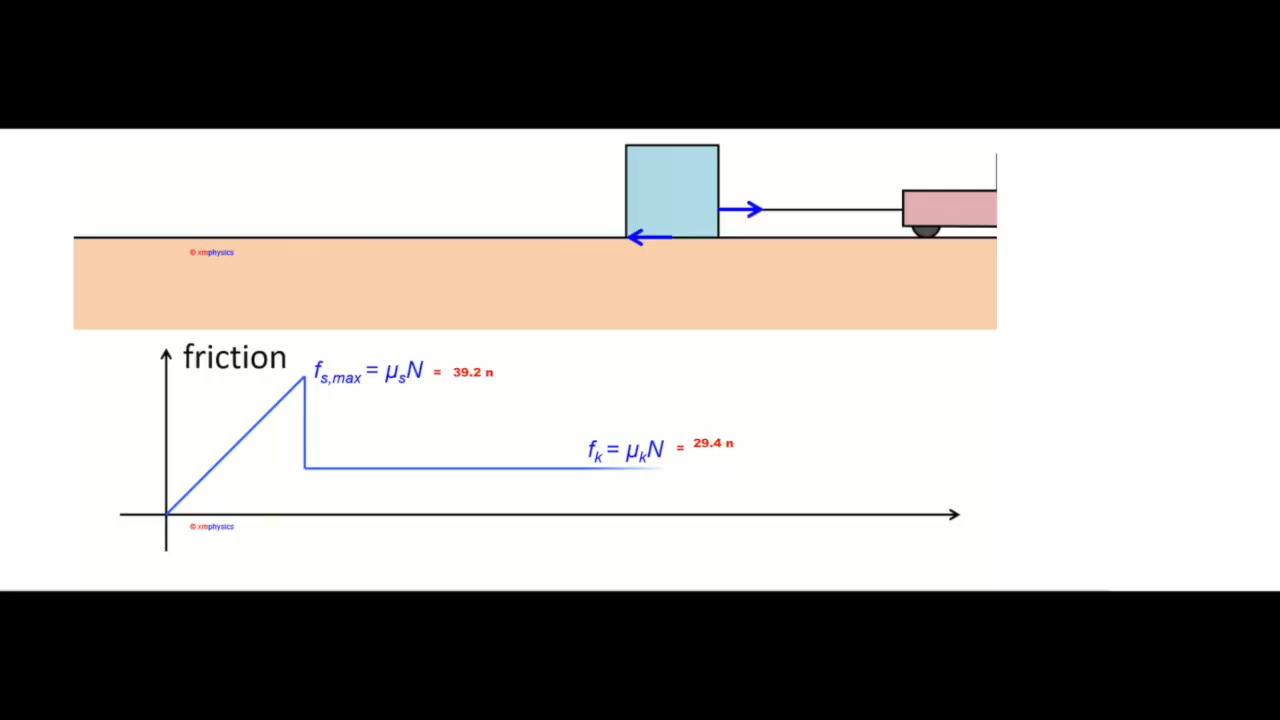 © xmphysics
friction
fs,max = μsN = 39.2 n
fk = μkN = 29.4 n
© xmphysics